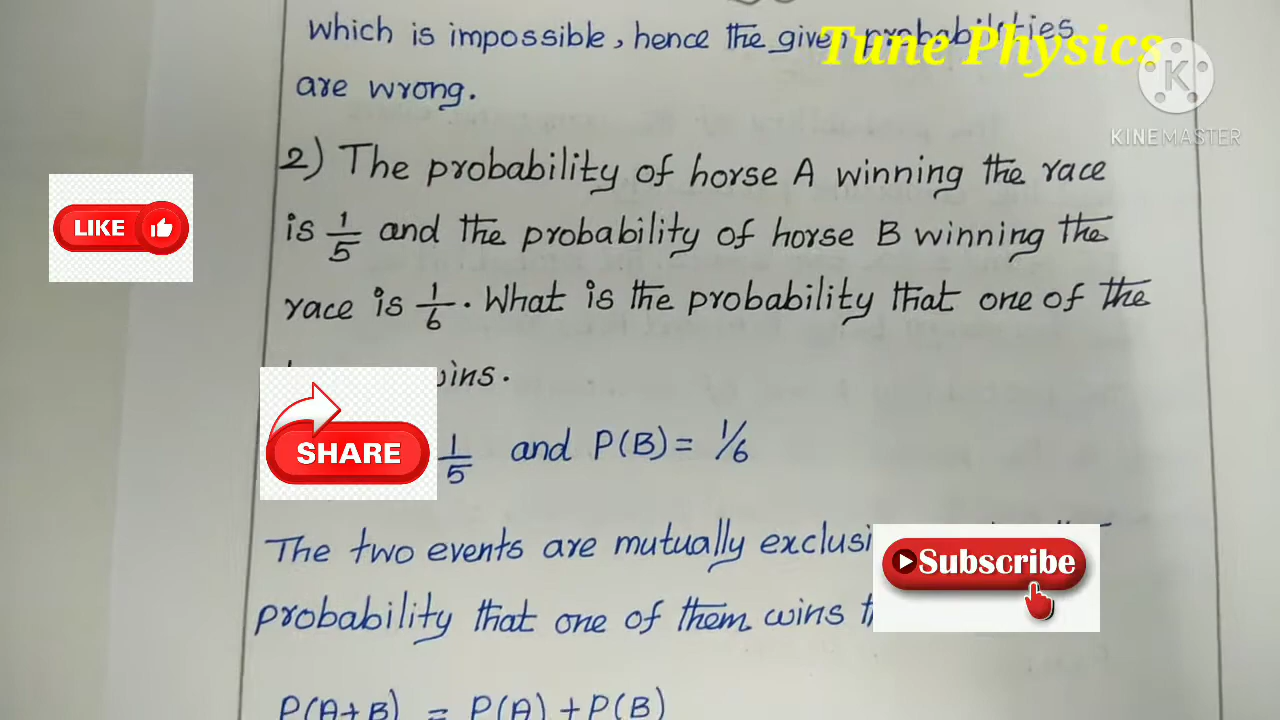 which is impossible, hence the given probabilities
Tune Physics
are wrong.
K
KINEMASTER
2) The probability of horse A winning the race
LIKE
is 1/5 and the probability of horse B winning the
race is 1/6. What is the probability that one of the
wins.
SHARE
1/5 and P(B) = 1/6
The two events are mutually
Subscribe
probability that one of them wins
P(A+B) = P(A) + P(B)